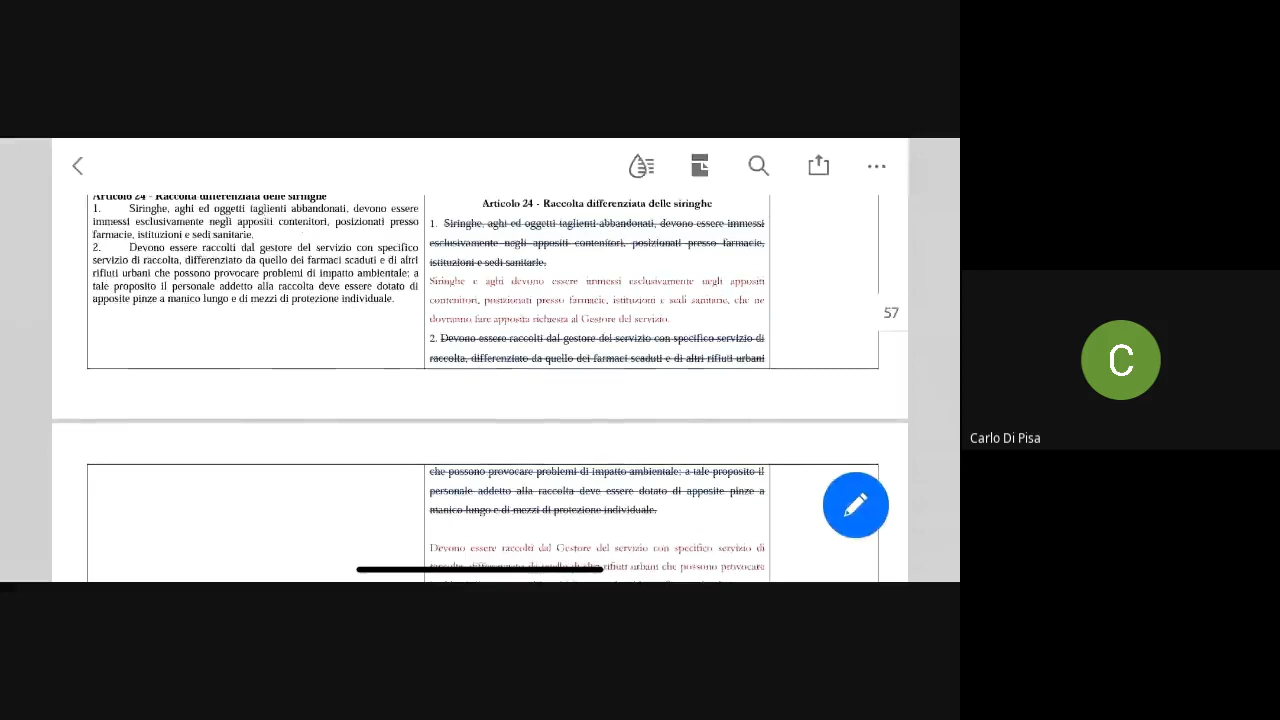 Articolo 24 - Raccolta differenziata delle siringhe
1. Siringhe, aghi ed oggetti taglienti abbandonati, devono essere
immessi esclusivamente negli appositi contenitori, posizionati presso
farmacie, istituzioni e sedi sanitarie.
2. Devono essere raccolti dal gestore del servizio con specifico
servizio di raccolta, differenziato da quello dei farmaci scaduti e di altri
rifiuti urbani che possono provocare problemi di impatto ambientale; a
tale proposito il personale addetto alla raccolta deve essere dotato di
apposite pinze a manico lungo e di mezzi di protezione individuale.
Articolo 24 - Raccolta differenziata delle siringhe
1. Siringhe, aghi ed oggetti taglienti abbandonati, devono essere immessi
esclusivamente negli appositi contenitori, posizionati presso farmacie,
istituzioni e sedi sanitarie.
Siringhe e aghi devono essere immessi esclusivamente negli appositi
contenitori, posizionati presso farmacie, istituzioni e sedi sanitarie, che ne
dovranno fare apposita richiesta al Gestore del servizio.
2. Devono essere raccolti dal gestore del servizio con specifico servizio di
raccolta, differenziato da quello dei farmaci scaduti e di altri rifiuti urbani
57
che possono provocare problemi di impatto ambientale; a tale proposito il
personale addetto alla raccolta deve essere dotato di apposite pinze a
manico lungo e di mezzi di protezione individuale.
Devono essere raccolti dal Gestore del servizio con specifico servizio di
rifiuti urbani che possono provocare
C
Carlo Di Pisa